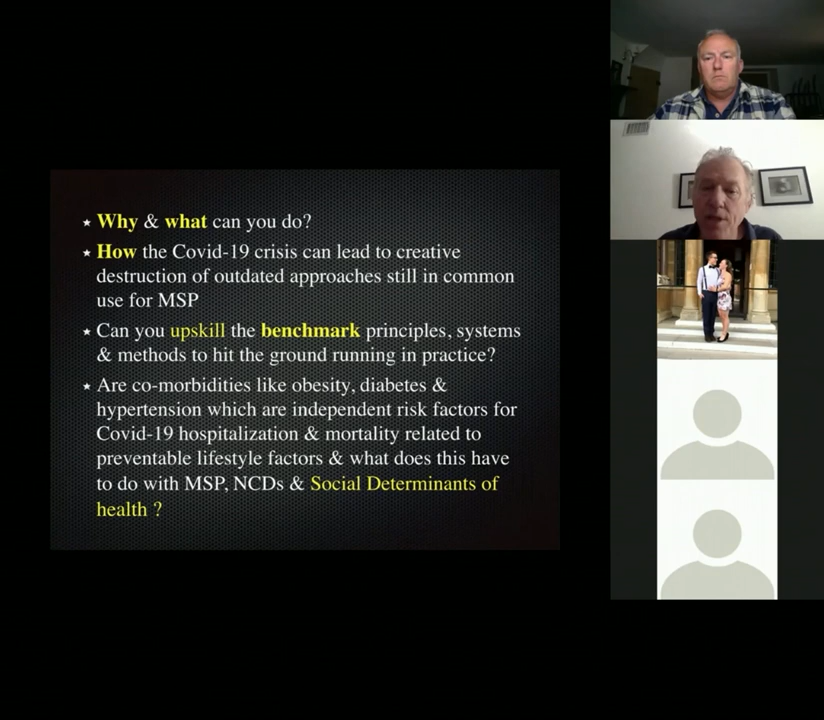 ★ Why & what can you do?
★ How the Covid-19 crisis can lead to creative
destruction of outdated approaches still in common
use for MSP
★ Can you upskill the benchmark principles, systems
& methods to hit the ground running in practice?
★ Are co-morbidities like obesity, diabetes &
hypertension which are independent risk factors for
Covid-19 hospitalization & mortality related to
preventable lifestyle factors & what does this have
to do with MSP, NCDs & Social Determinants of
health ?